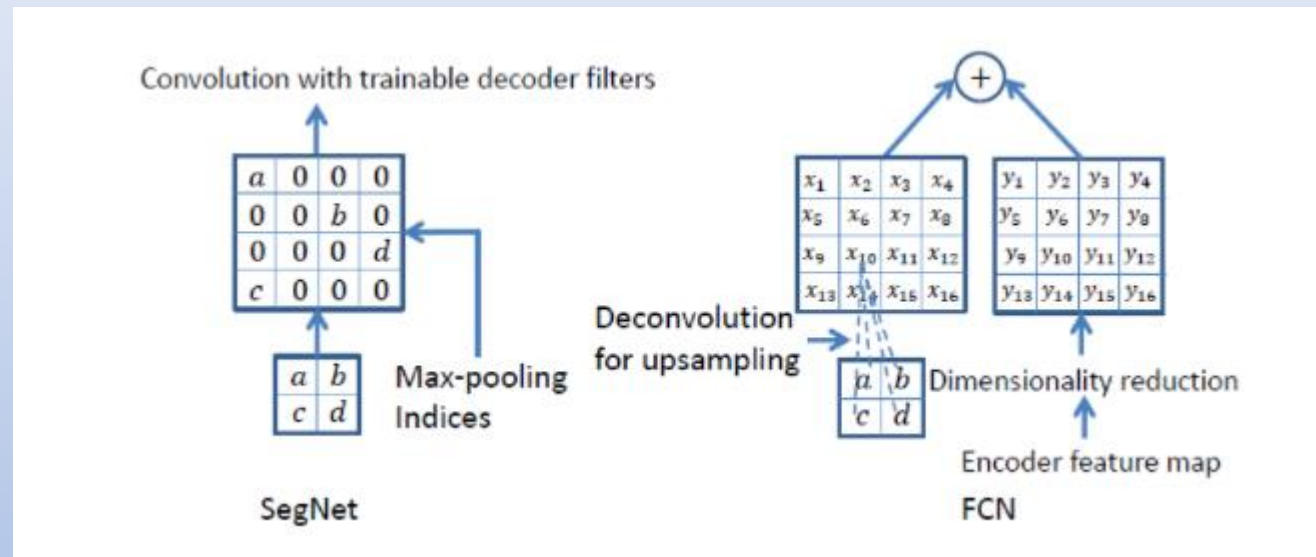 Convolution with trainable decoder filters
a 0 0 0
0 0 b 0
0 0 0 d
c 0 0 0
a b
c d
Max-pooling
Indices
SegNet
+
x₁ x₂ x₃ x₄
x₅ x₆ x₇ x₈
x₉ x₁₀ x₁₁ x₁₂
x₁₃ x₁₄ x₁₅ x₁₆
y₁ y₂ y₃ y₄
y₅ y₆ y₇ y₈
y₉ y₁₀ y₁₁ y₁₂
y₁₃ y₁₄ y₁₅ y₁₆
Deconvolution
for upsampling
a b
c d
Dimensionality reduction
Encoder feature map
FCN